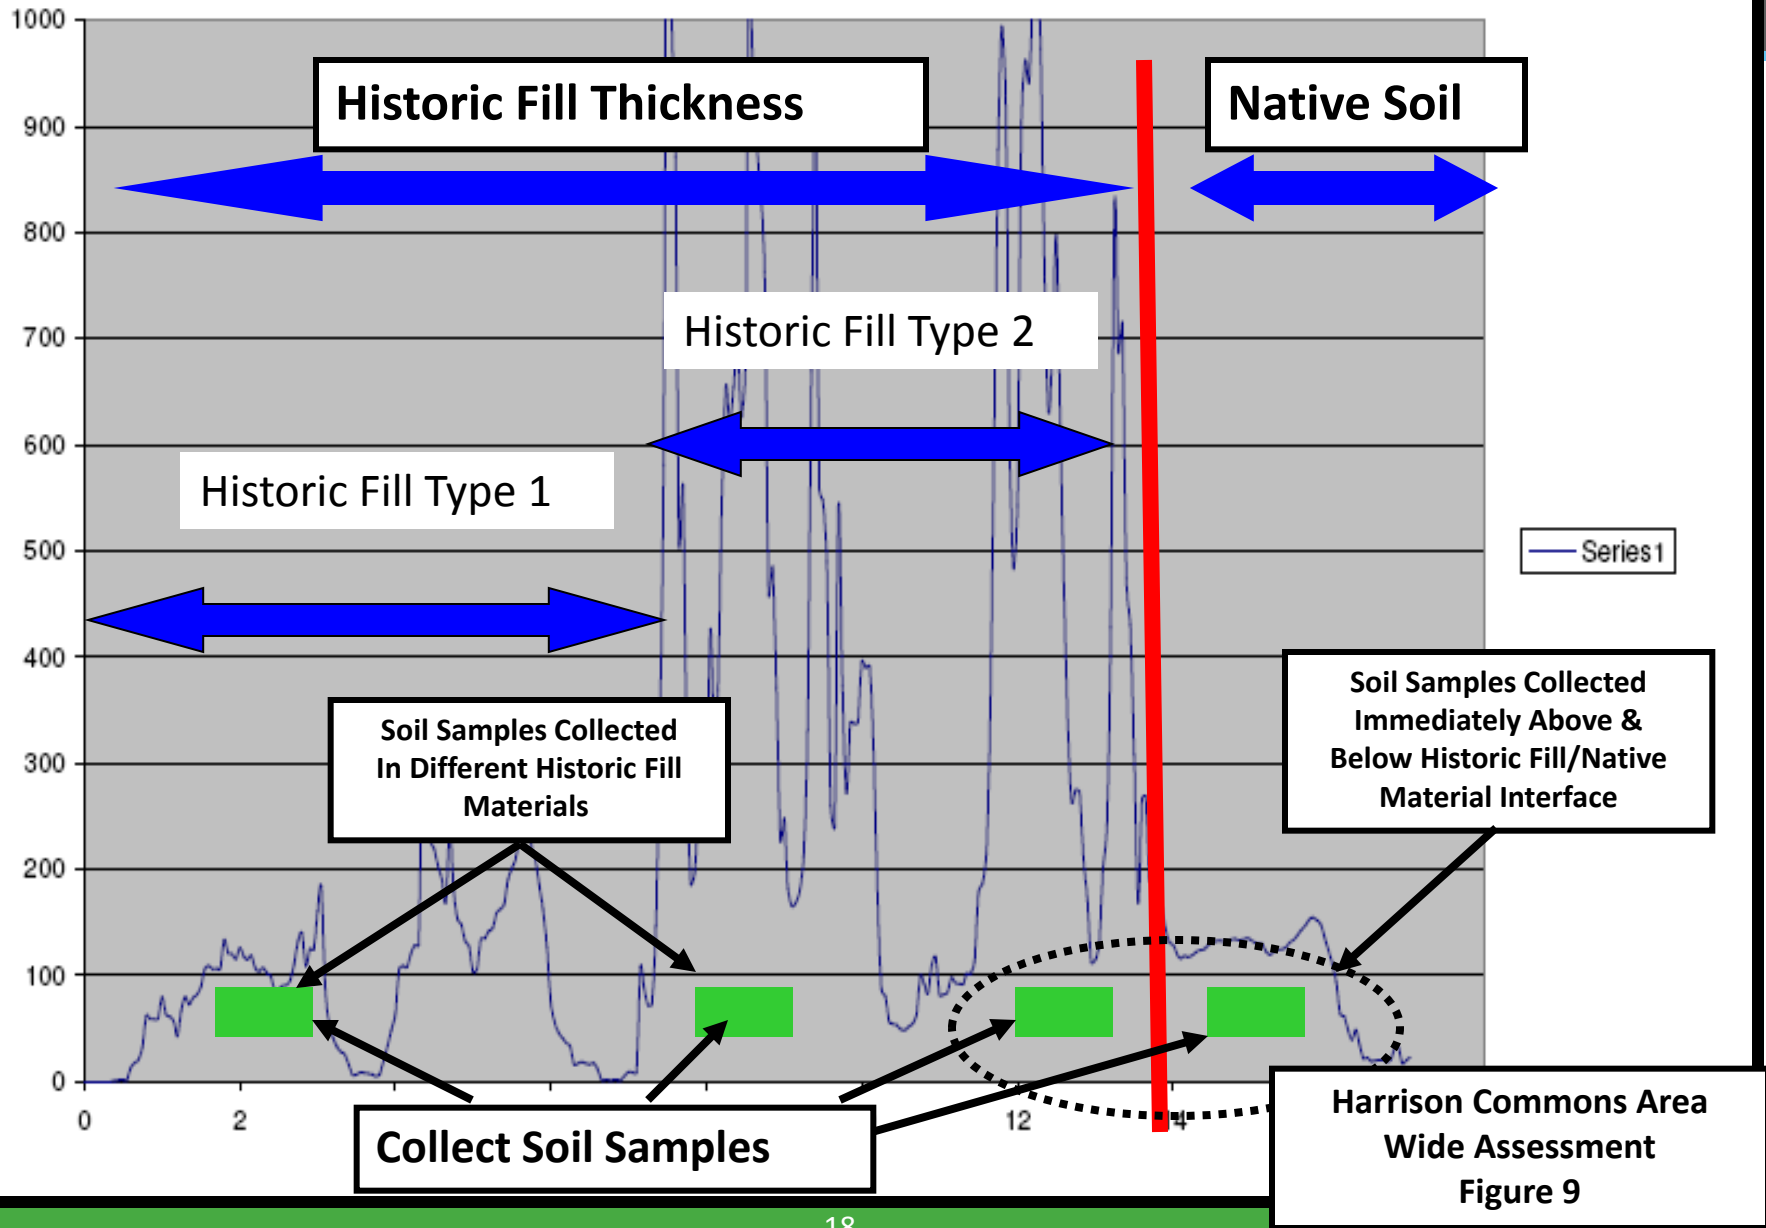 1000
900
800
700
600
500
400
300
200
100
0
0
2
12
14
Historic Fill Thickness
Native Soil
Historic Fill Type 2
Historic Fill Type 1
Series1
Soil Samples Collected
In Different Historic Fill
Materials
Soil Samples Collected
Immediately Above &
Below Historic Fill/Native
Material Interface
Collect Soil Samples
Harrison Commons Area
Wide Assessment
Figure 9
18